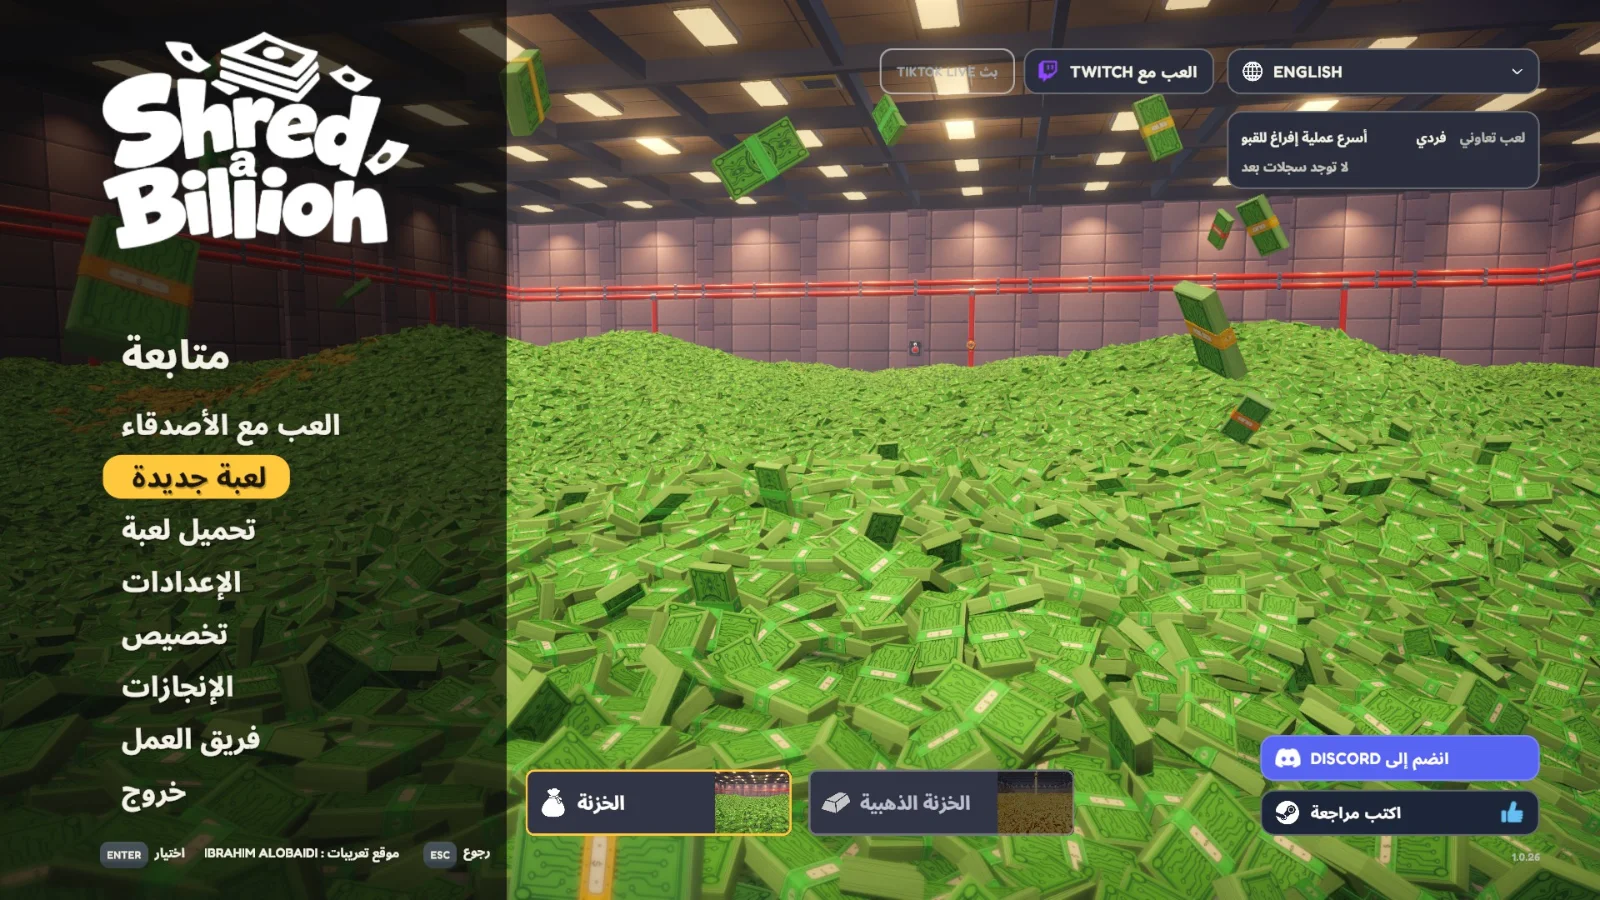 Shred
a
Billion
بث TIKTOK LIVE
العب مع TWITCH
ENGLISH
أسرع عملية إفراغ للقبو
فردي
لعب تعاوني
لا توجد سجلات بعد
متابعة
العب مع الأصدقاء
لعبة جديدة
تحميل لعبة
الإعدادات
تخصيص
الإنجازات
فريق العمل
خروج
الخزنة
الخزنة الذهبية
انضم إلى DISCORD
اكتب مراجعة
ENTER اختيار
موقع تعريبات : IBRAHIM ALOBAIDI
ESC رجوع
1.0.26